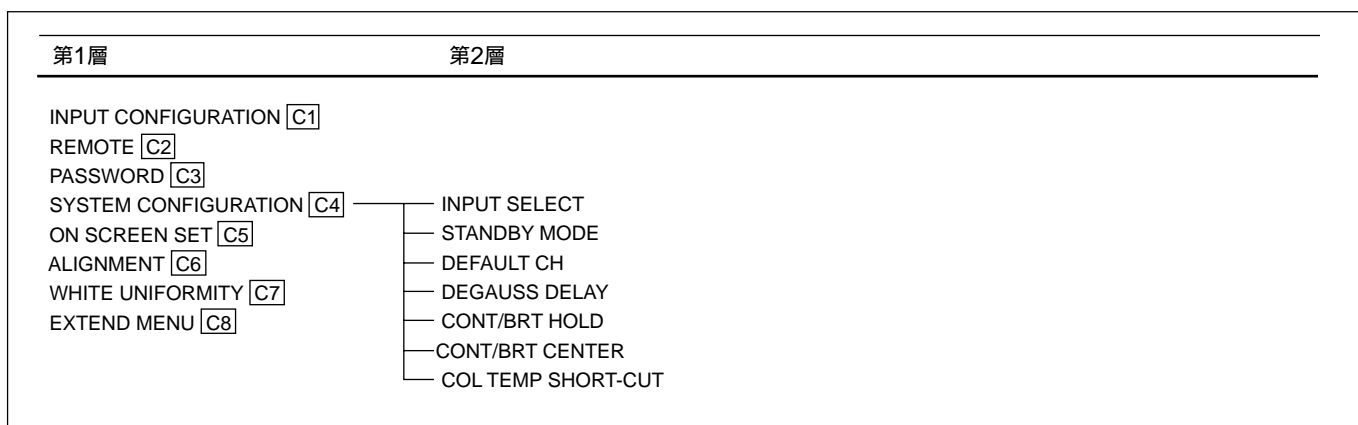 第1層 第2層
INPUT CONFIGURATION C1
REMOTE C2
PASSWORD C3
SYSTEM CONFIGURATION C4 INPUT SELECT
ON SCREEN SET C5 STANDBY MODE
ALIGNMENT C6 DEFAULT CH
WHITE UNIFORMITY C7 DEGAUSS DELAY
EXTEND MENU C8 CONT/BRT HOLD
CONT/BRT CENTER
COL TEMP SHORT-CUT